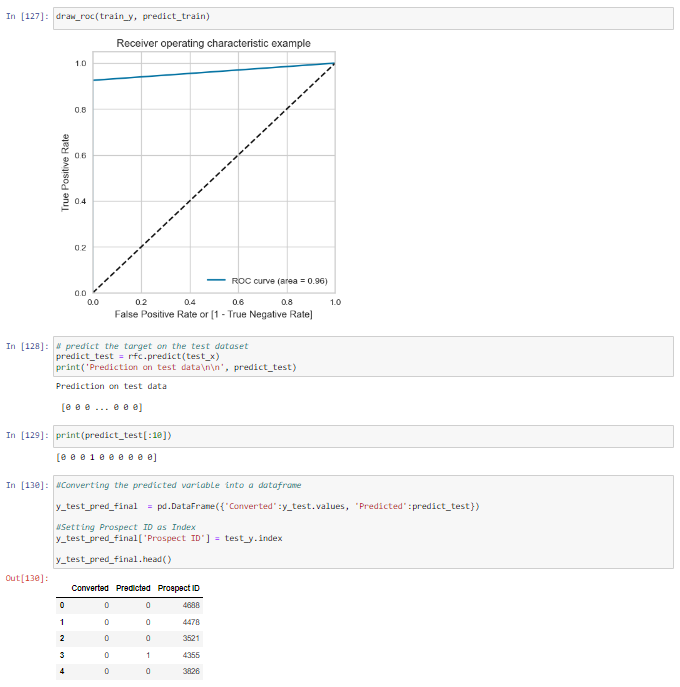 In [127]: draw_roc(train_y, predict_train)
Receiver operating characteristic example
1.0
0.8
0.6
0.4
0.2
0.0
True Positive Rate
ROC curve (area = 0.96)
0.0 0.2 0.4 0.6 0.8 1.0
False Positive Rate or [1 - True Negative Rate]
In [128]: # predict the target on the test dataset
predict_test = rfc.predict(test_x)
print('Prediction on test data\n\n', predict_test)
Prediction on test data
[0 0 0 ... 0 0 0]
In [129]: print(predict_test[:10])
[0 0 0 1 0 0 0 0 0 0]
In [130]: #Converting the predicted variable into a dataframe
y_test_pred_final  = pd.DataFrame({'Converted':y_test.values, 'Predicted':predict_test})
#Setting Prospect ID as Index
y_test_pred_final['Prospect ID'] = test_y.index
y_test_pred_final.head()
Out[130]:
Converted Predicted Prospect ID
0 0 0 4688
1 0 0 4478
2 0 0 3521
3 0 1 4355
4 0 0 3826